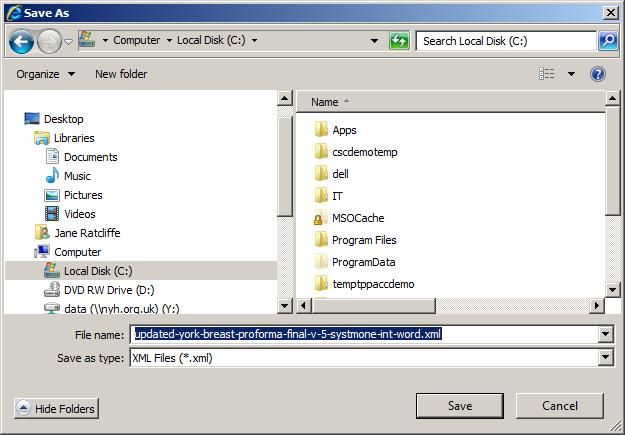 Save As
Computer Local Disk (C:)
Search Local Disk (C:)
Organize New folder
Name
Desktop
Libraries
Documents
Music
Pictures
Videos
Jane Ratcliffe
Computer
Local Disk (C:)
DVD RW Drive (D:)
data (\\nyh.org.uk) (Y:)
Apps
cscdemotemp
dell
IT
MSOCache
Program Files
ProgramData
temptppaccdemo
File name: updated-york-breast-proforma-final-v-5-systmone-int-word.xml
Save as type: XML Files (*.xml)
Hide Folders
Save Cancel